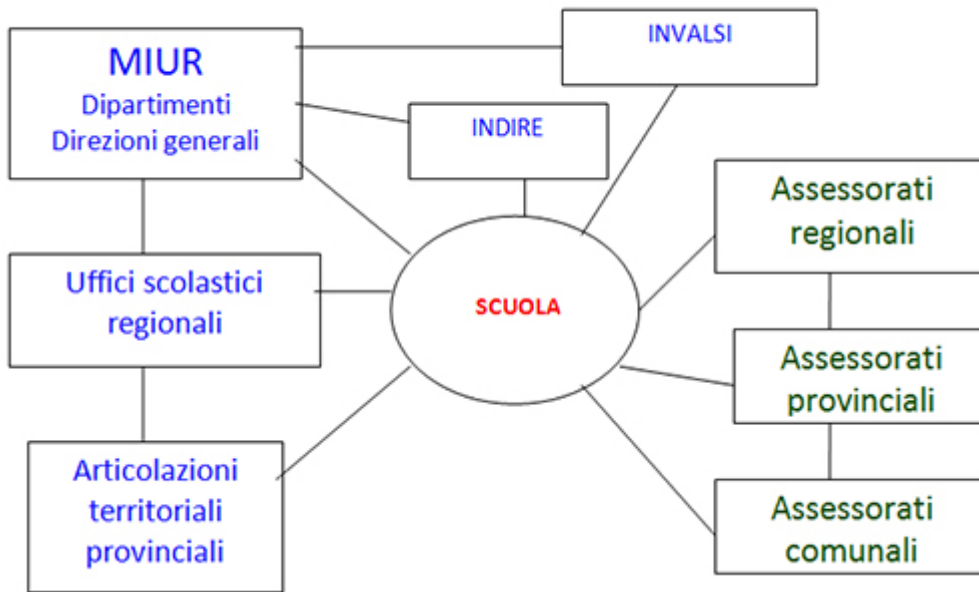 MIUR
Dipartimenti
Direzioni generali
INVALSI
INDIRE
Uffici scolastici
regionali
SCUOLA
Articolazioni
territoriali
provinciali
Assessorati
regionali
Assessorati
provinciali
Assessorati
comunali